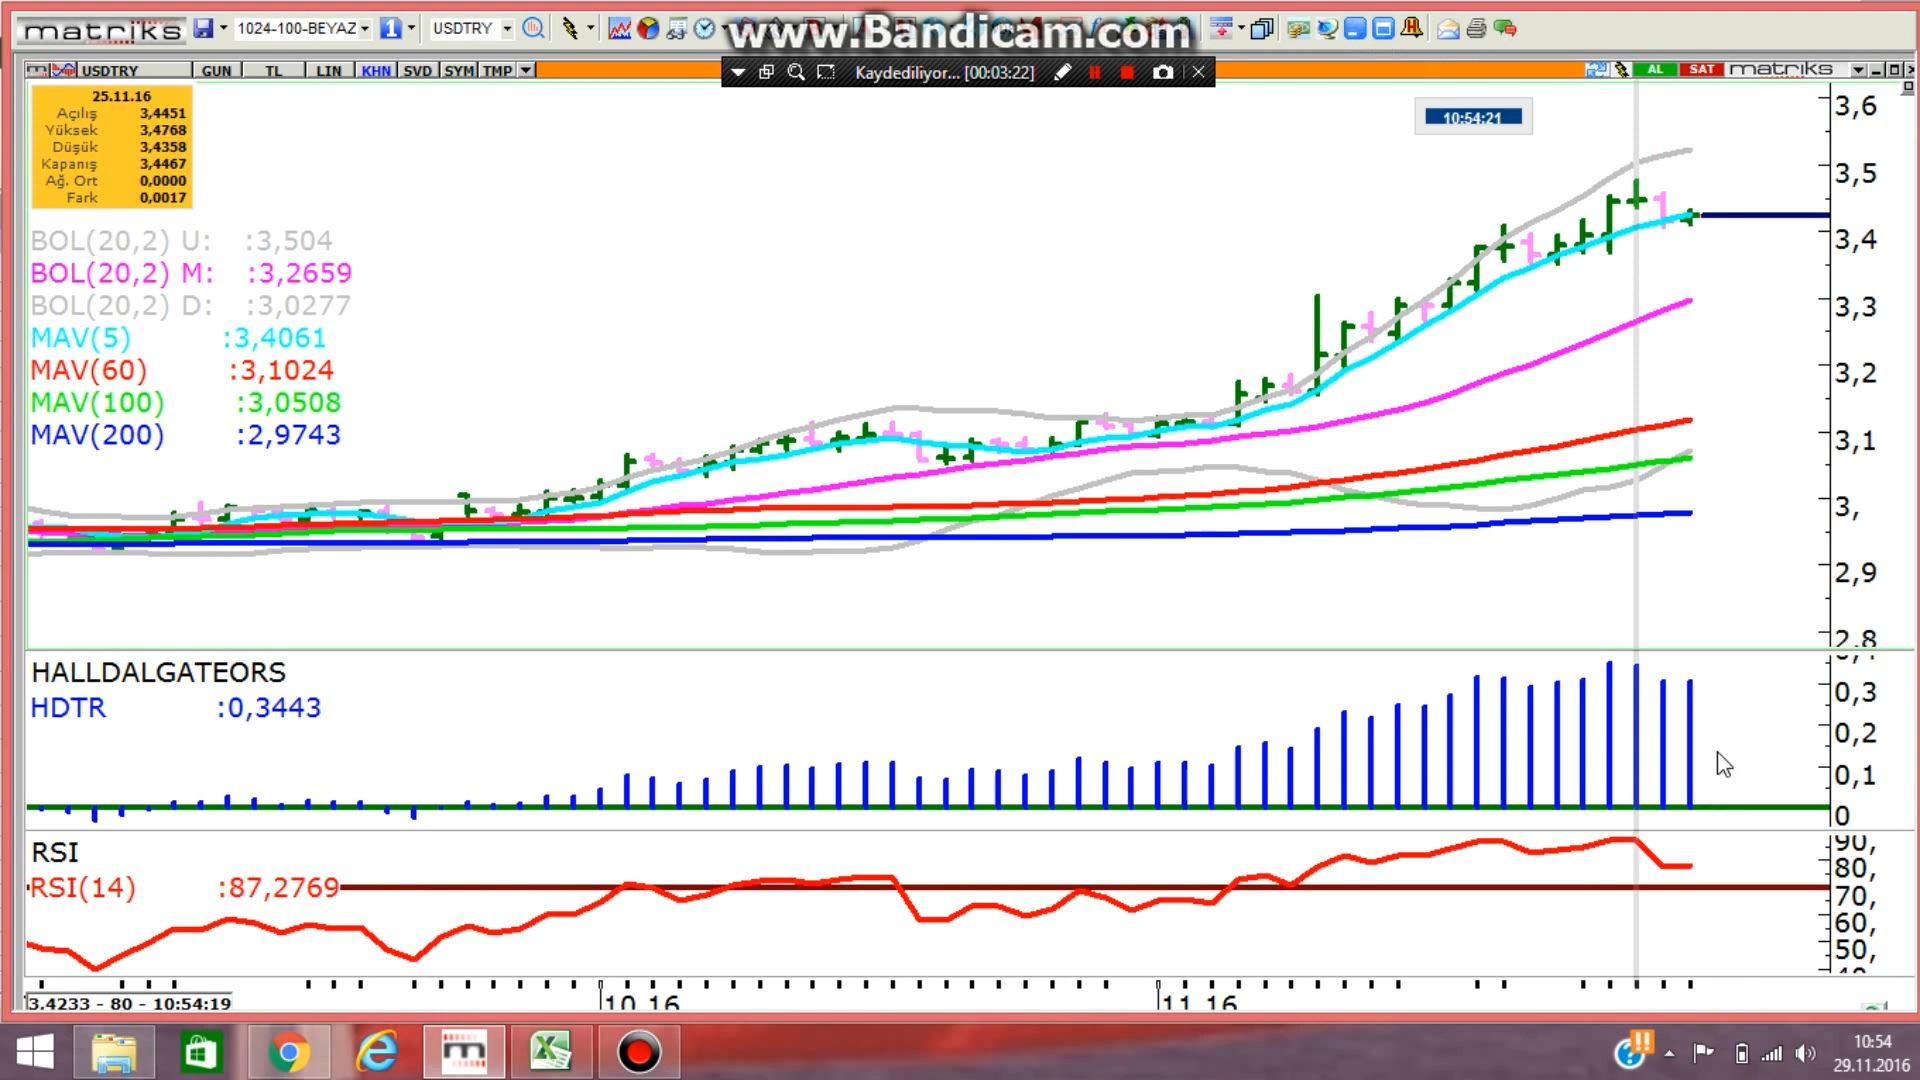 matriks 1024-100-BEYAZ 1 USDTRY
www.Bandicam.com
USDTRY GUN TL LIN KHN SVD SYM TMP
Kaydediliyor... [00:03:22]
AL SAT matriks
25.11.16
Açılış 3,4451
Yüksek 3,4768
Düşük 3,4358
Kapanış 3,4467
Ağ. Ort 0,0000
Fark 0,0017
10:54:21
BOL(20,2) U: :3,504
BOL(20,2) M: :3,2659
BOL(20,2) D: :3,0277
MAV(5) :3,4061
MAV(60) :3,1024
MAV(100) :3,0508
MAV(200) :2,9743
3,6
3,5
3,4
3,3
3,2
3,1
3,
2,9
2,8
HALLDALGATEORS
HDTR :0,3443
0,3
0,2
0,1
0
RSI
RSI(14) :87,2769
90,
80,
70,
60,
50,
3.4233 - 80 - 10:54:19
10.16
11.16
10:54
29.11.2016